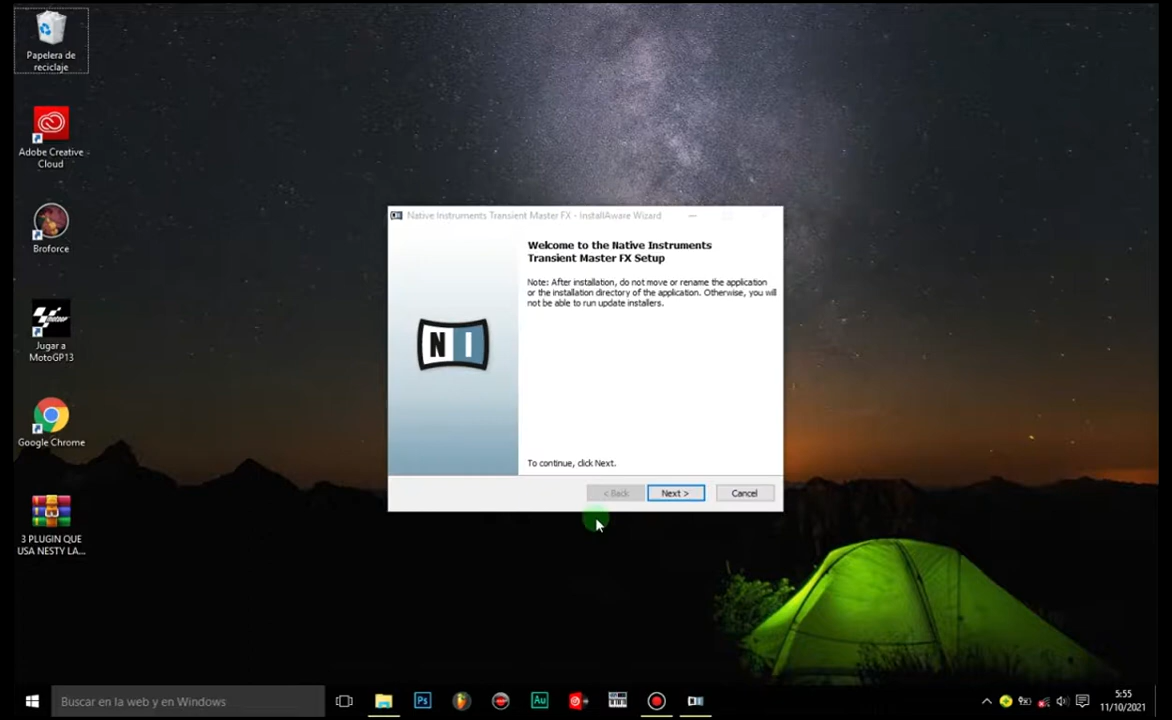 Papelera de
reciclaje
Adobe Creative
Cloud
Broforce
MotoGP
Jugar a
MotoGP13
Google Chrome
3 PLUGIN QUE
USA NESTY LA...
Native Instruments Transient Master FX - InstallAware Wizard
Welcome to the Native Instruments
Transient Master FX Setup
Note: After installation, do not move or rename the application
or the installation directory of the application. Otherwise, you will
not be able to run update installers.
N I
To continue, click Next.
< Back
Next >
Cancel
Buscar en la web y en Windows
Ps
Au
5:55
11/10/2021